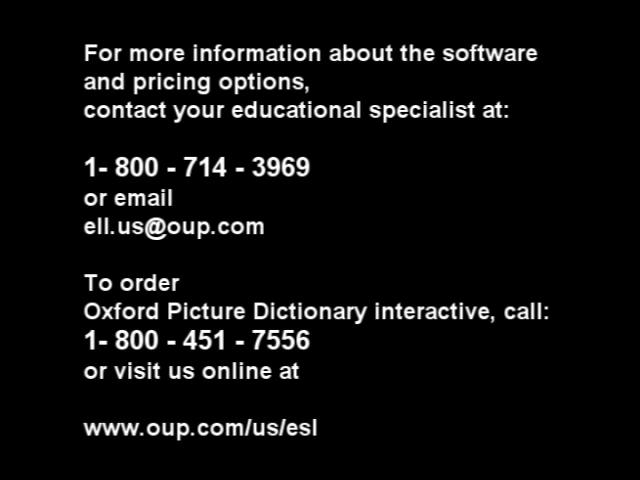 For more information about the software
and pricing options,
contact your educational specialist at:
1- 800 - 714 - 3969
or email
ell.us@oup.com
To order
Oxford Picture Dictionary interactive, call:
1- 800 - 451 - 7556
or visit us online at
www.oup.com/us/esl